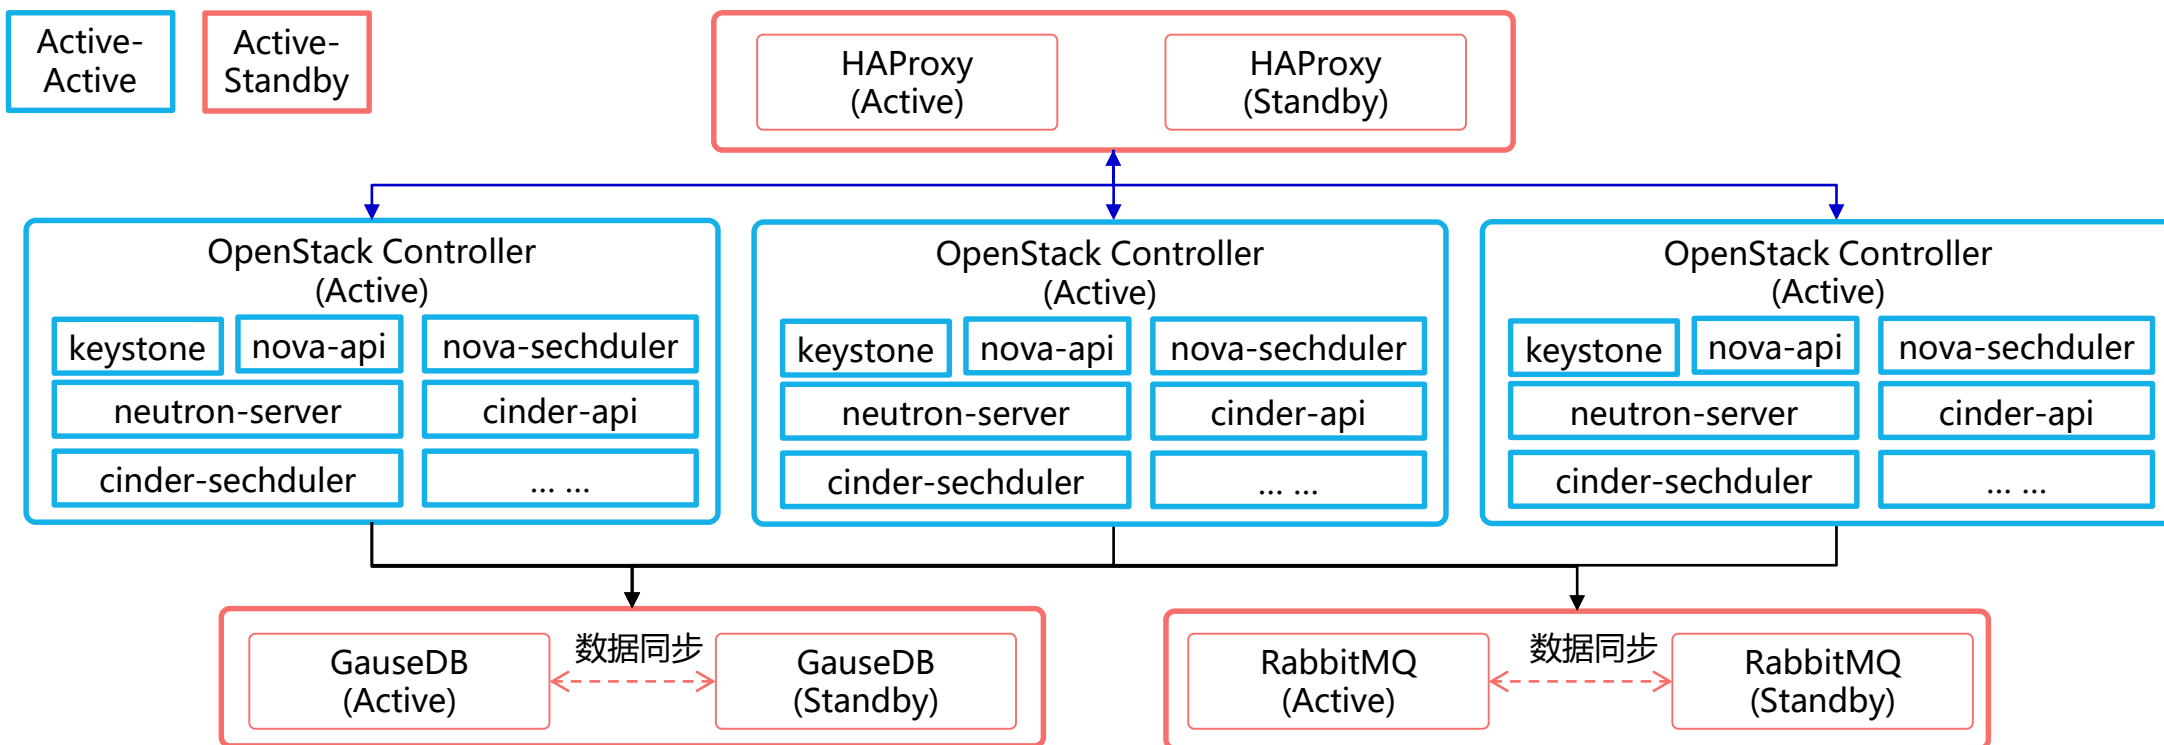 Active-
Active
Active-
Standby
HAProxy
(Active)
HAProxy
(Standby)
OpenStack Controller
(Active)
keystone
nova-api
nova-sechduler
neutron-server
cinder-api
cinder-sechduler
... ...
OpenStack Controller
(Active)
keystone
nova-api
nova-sechduler
neutron-server
cinder-api
cinder-sechduler
... ...
OpenStack Controller
(Active)
keystone
nova-api
nova-sechduler
neutron-server
cinder-api
cinder-sechduler
... ...
GauseDB
(Active)
数据同步
GauseDB
(Standby)
RabbitMQ
(Active)
数据同步
RabbitMQ
(Standby)